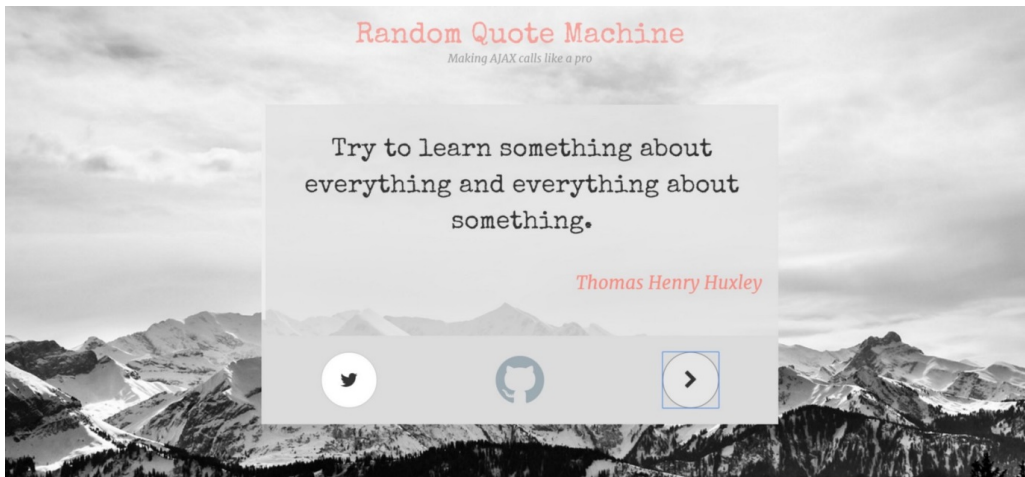 Random Quote Machine
Making AJAX calls like a pro
Try to learn something about
everything and everything about
something.
Thomas Henry Huxley